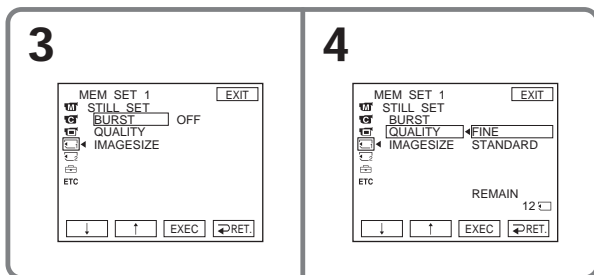 3
MEM SET 1 EXIT
STILL SET
BURST OFF
QUALITY
IMAGESIZE
ETC
↓ ↑ EXEC RET.
4
MEM SET 1 EXIT
STILL SET
BURST
QUALITY FINE
IMAGESIZE STANDARD
ETC
REMAIN
12
↓ ↑ EXEC RET.